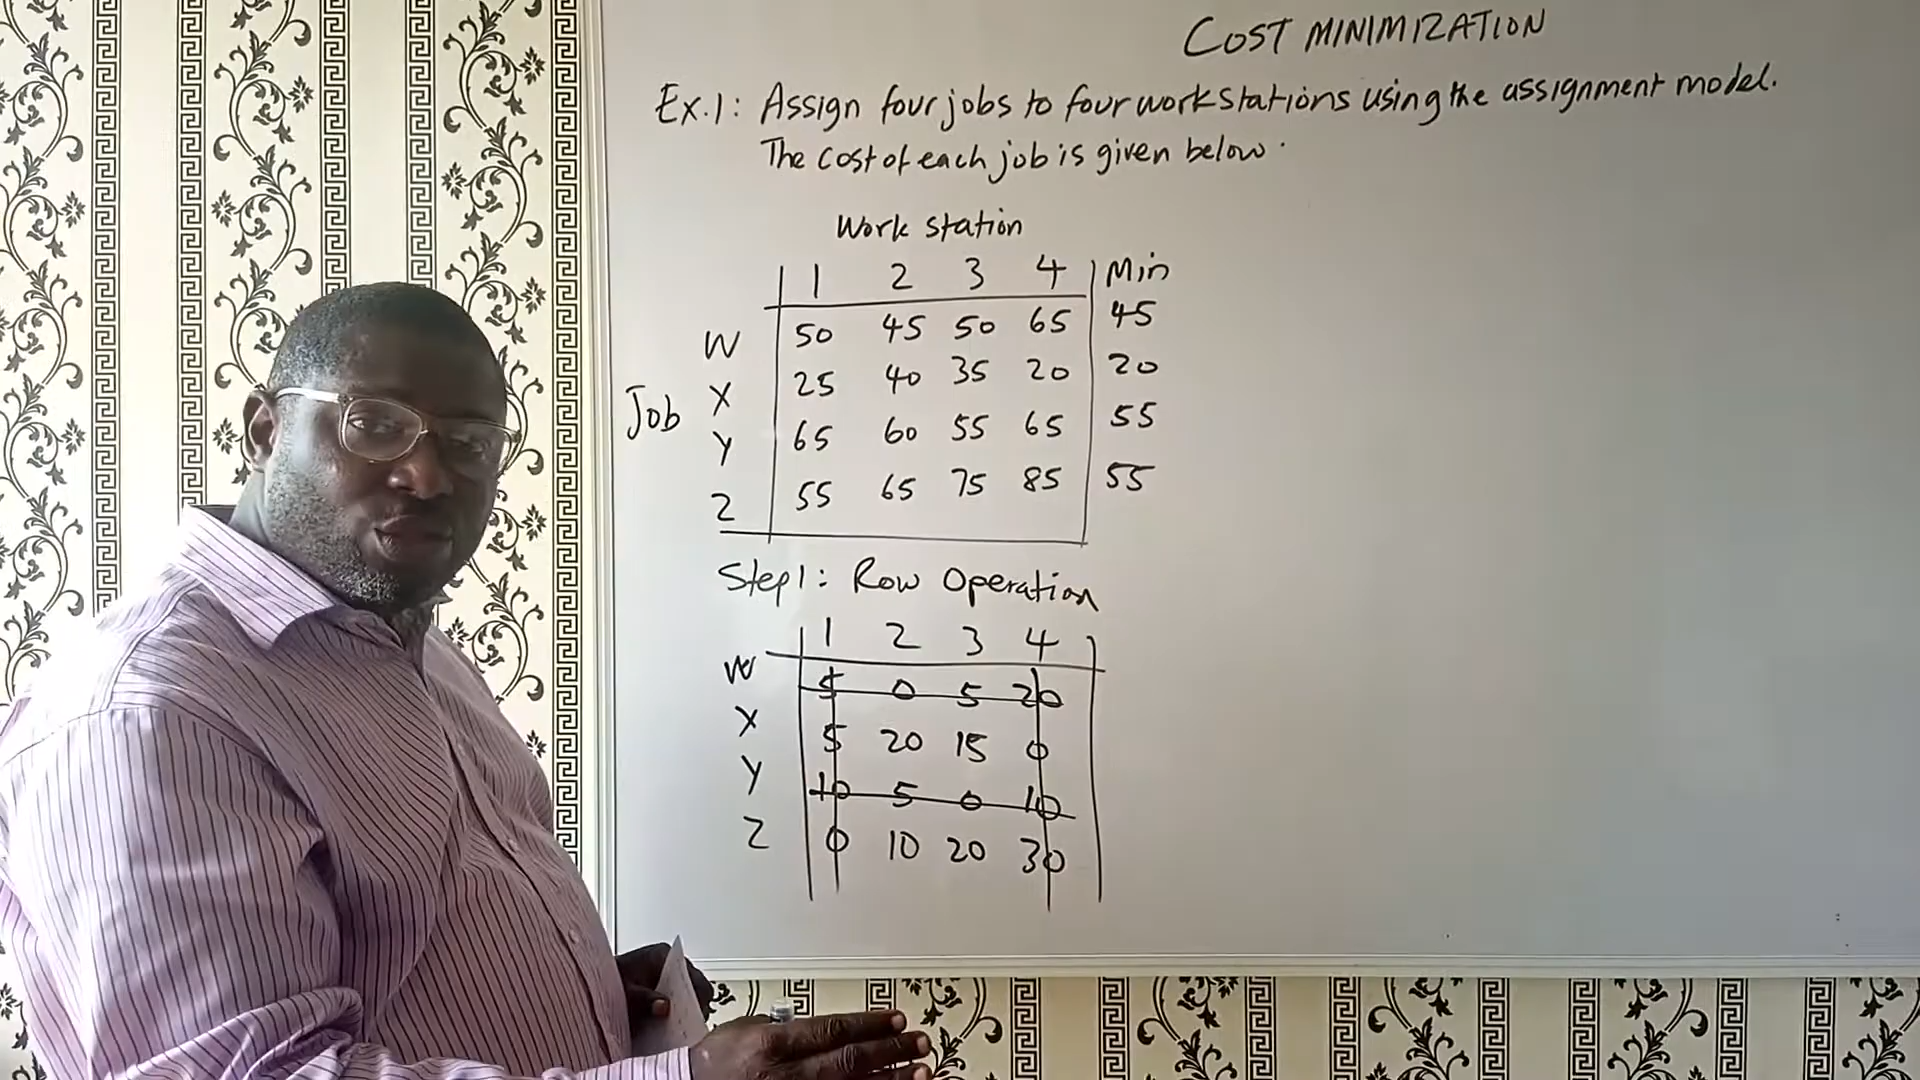 COST MINIMIZATION
Ex.1: Assign four jobs to four workstations using the assignment model.
The cost of each job is given below.
Work station
1 2 3 4 Min
W 50 45 50 65 45
Job X 25 40 35 20 20
Y 65 60 55 65 55
Z 55 65 75 85 55
Step 1: Row Operation
1 2 3 4
W 5 0 5 20
X 5 20 15 0
Y 10 5 0 10
Z 0 10 20 30